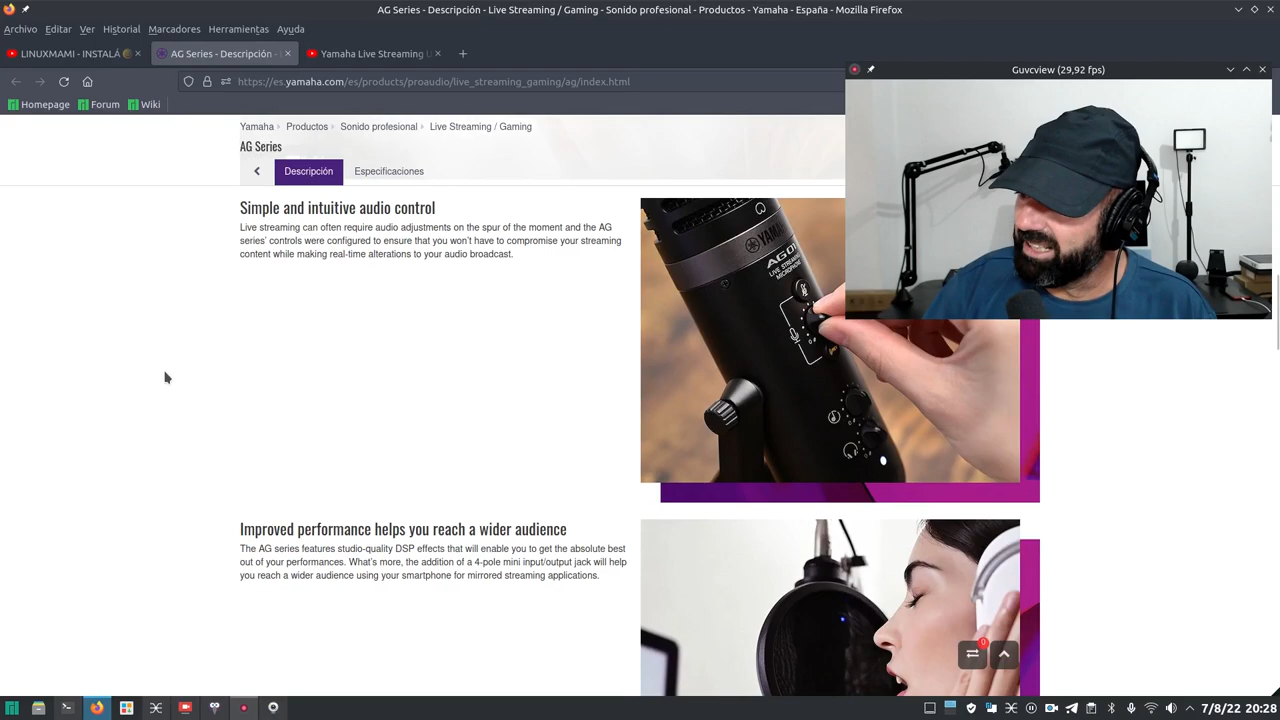 AG Series - Descripción - Live Streaming / Gaming - Sonido profesional - Productos - Yamaha - España - Mozilla Firefox
Archivo Editar Ver Historial Marcadores Herramientas Ayuda
LINUXMAMI - INSTALÁ
AG Series - Descripción -
Yamaha Live Streaming U
https://es.yamaha.com/es/products/proaudio/live_streaming_gaming/ag/index.html
Guvcview (29,92 fps)
Homepage Forum Wiki
Yamaha Productos Sonido profesional Live Streaming / Gaming
AG Series
Descripción Especificaciones
Simple and intuitive audio control
Live streaming can often require audio adjustments on the spur of the moment and the AG
series' controls were configured to ensure that you won't have to compromise your streaming
content while making real-time alterations to your audio broadcast.
YAMAHA
AG01
LIVE STREAMING
MICROPHONE
Improved performance helps you reach a wider audience
The AG series features studio-quality DSP effects that will enable you to get the absolute best
out of your performances. What's more, the addition of a 4-pole mini input/output jack will help
you reach a wider audience using your smartphone for mirrored streaming applications.
0
7/8/22 20:28